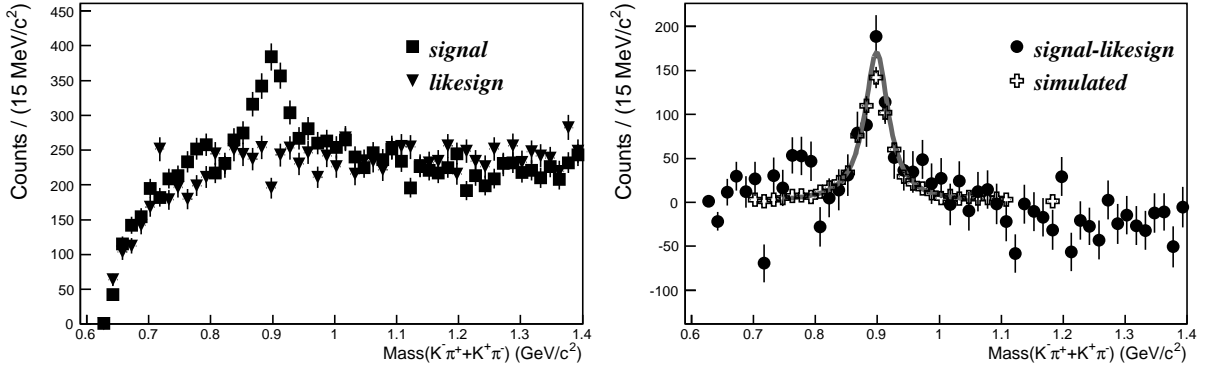 Counts / (15 MeV/c²)
450
400
350
300
250
200
150
100
50
0
signal
likesign
0.6 0.7 0.8 0.9 1 1.1 1.2 1.3 1.4
Mass(K⁻π⁺+K⁺π⁻) (GeV/c²)
Counts / (15 MeV/c²)
200
150
100
50
0
-50
-100
signal-likesign
simulated
0.6 0.7 0.8 0.9 1 1.1 1.2 1.3 1.4
Mass(K⁻π⁺+K⁺π⁻) (GeV/c²)